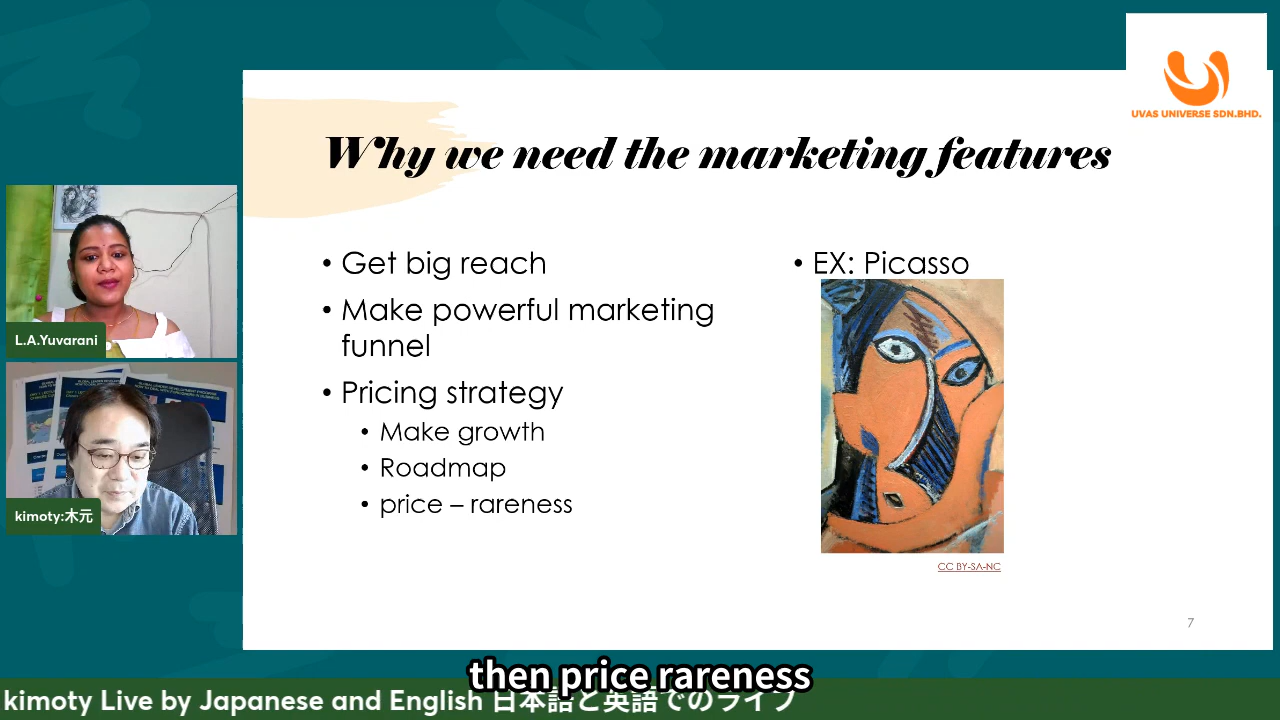 UVAS UNIVERSE SDN.BHD.
Why we need the marketing features
• Get big reach
• Make powerful marketing
funnel
• Pricing strategy
• Make growth
• Roadmap
• price – rareness
• EX: Picasso
CC BY-SA-NC
7
L.A.Yuvarani
kimoty:木元
then price rareness
kimoty Live by Japanese and English 日本語と英語でのライブ